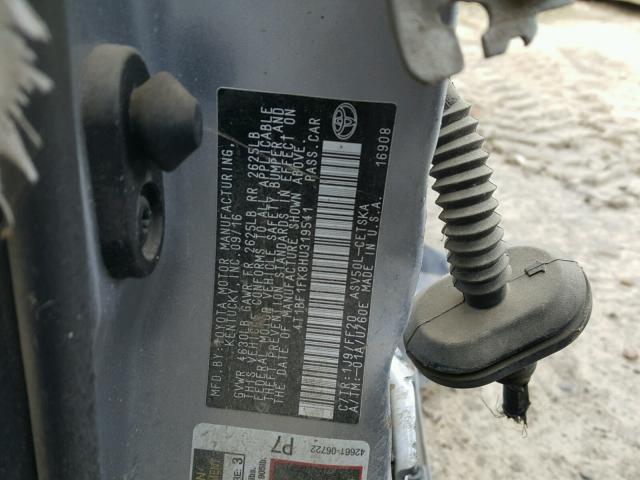 MFD.BY:TOYOTA MOTOR MANUFACTURING,
KENTUCKY, INC. 09/16
GVWR 4630LB GAWR FR 2625LB RR 2625LB
THIS VEHICLE CONFORMS TO ALL APPLICABLE
FEDERAL MOTOR VEHICLE SAFETY, BUMPER, AND
THEFT PREVENTION STANDARDS IN EFFECT ON
THE DATE OF MANUFACTURE SHOWN ABOVE.
4T1BF1FK8HU319541 PASS.CAR
C/TR:1J9/FF20 ASV50L-CETSKA
A/TM:-01A/U760E MADE IN U.S.A.
16908
P7
42661-06722